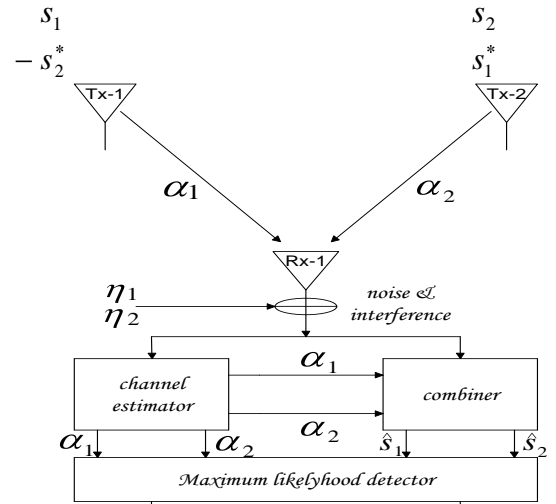 s₁ s₂
− s₂* s₁*
Tx-1 Tx-2
α₁ α₂
Rx-1
η₁
η₂
noise &
interference
channel
estimator
α₁
α₂
combiner
α₁ α₂ ŝ₁ ŝ₂
Maximum likelyhood detector